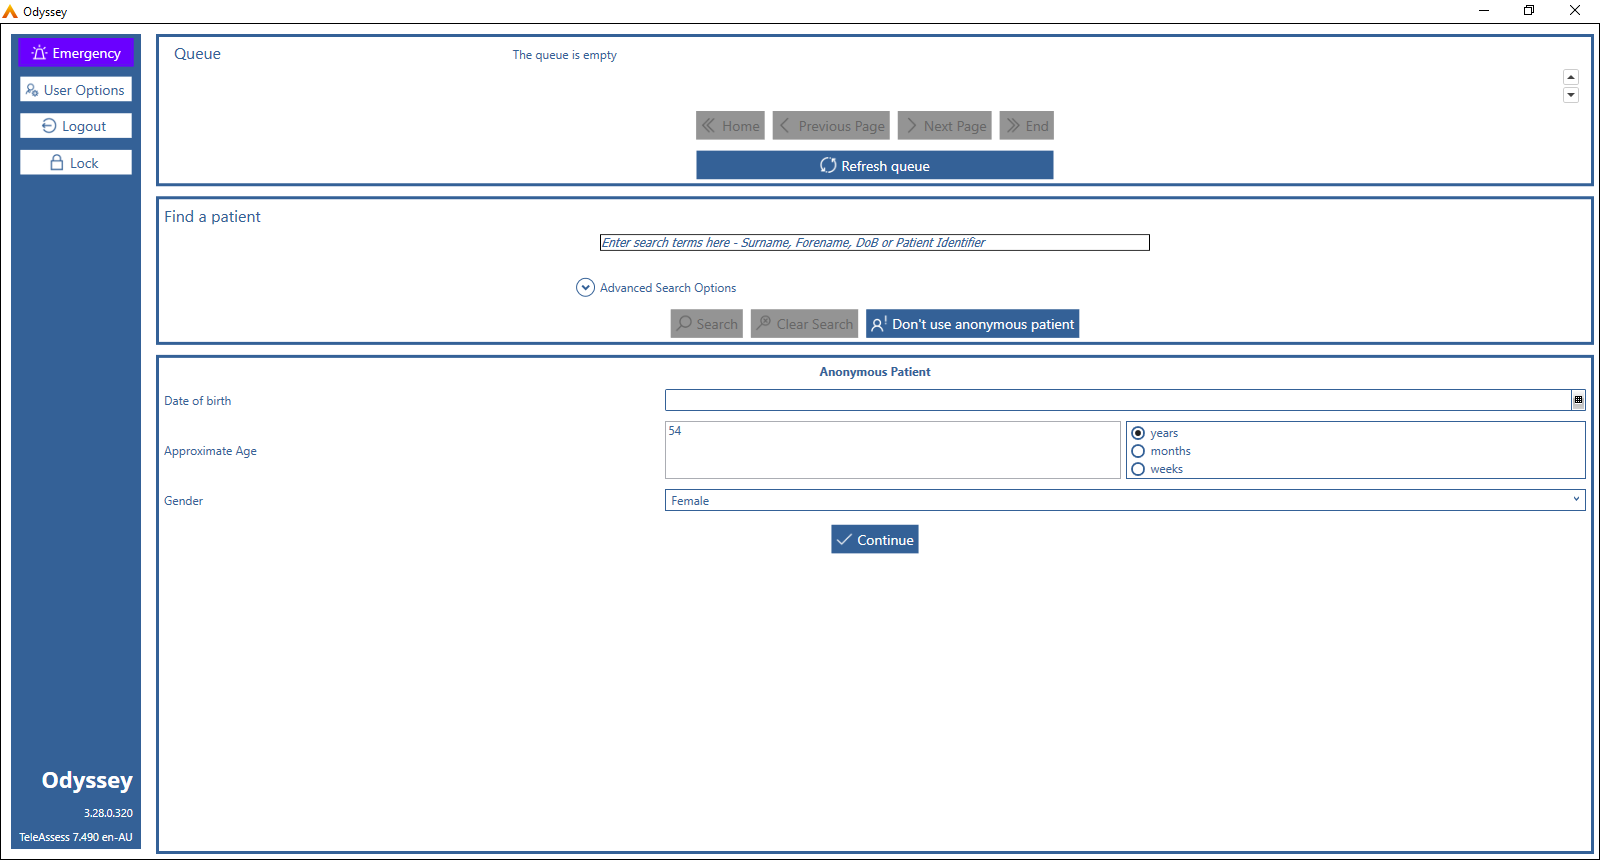 Odyssey
Emergency
User Options
Logout
Lock
Queue
The queue is empty
Home
Previous Page
Next Page
End
Refresh queue
Find a patient
Enter search terms here - Surname, Forename, DoB or Patient Identifier
Advanced Search Options
Search
Clear Search
Don't use anonymous patient
Anonymous Patient
Date of birth
Approximate Age
54
years
months
weeks
Gender
Female
Continue
Odyssey
3.28.0.320
TeleAssess 7.490 en-AU